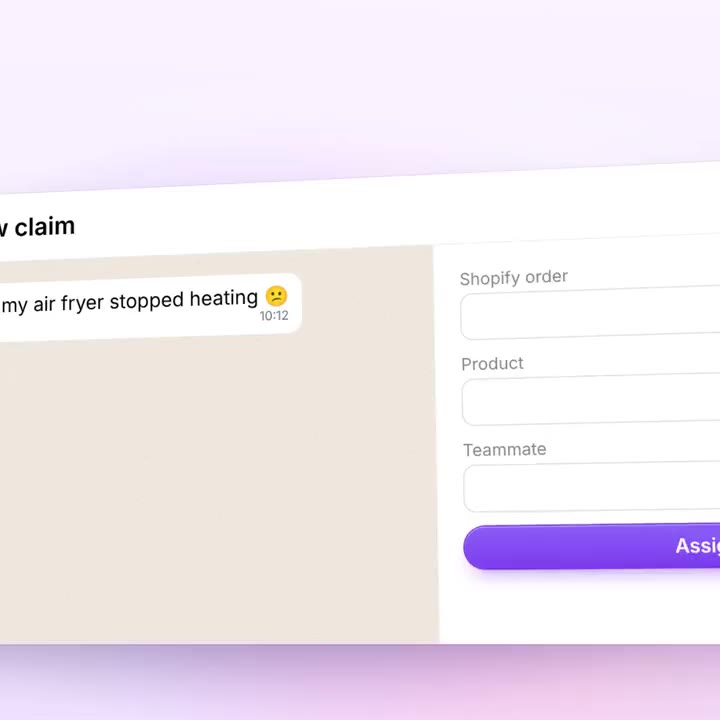 claim
my air fryer stopped heating 😕
10:12
Shopify order
Product
Teammate